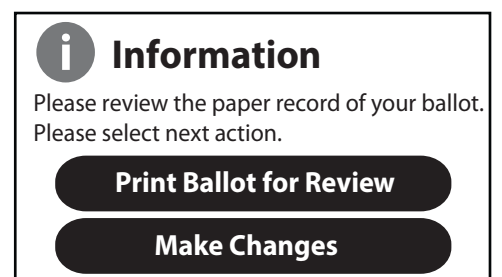 i Information
Please review the paper record of your ballot.
Please select next action.
Print Ballot for Review
Make Changes